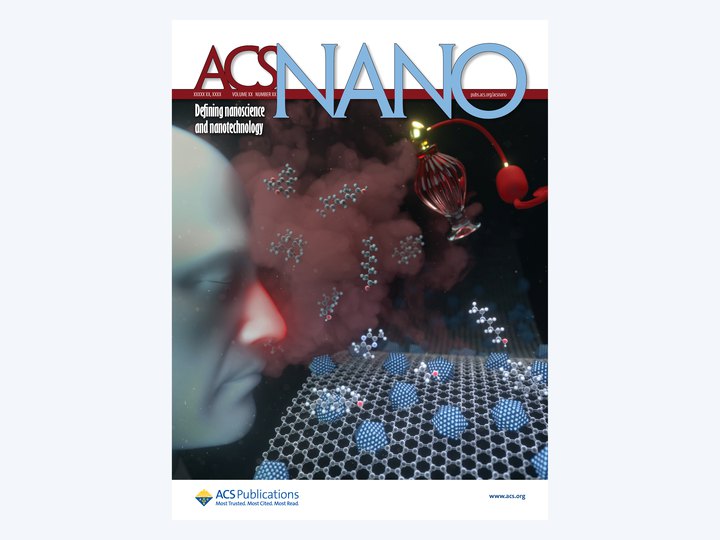 ACSNANO
XXXXX XX, XXXX VOLUME XX NUMBER XX pubs.acs.org/acsnano
Defining nanoscience
and nanotechnology
ACS
ACS Publications
Most Trusted. Most Cited. Most Read.
www.acs.org